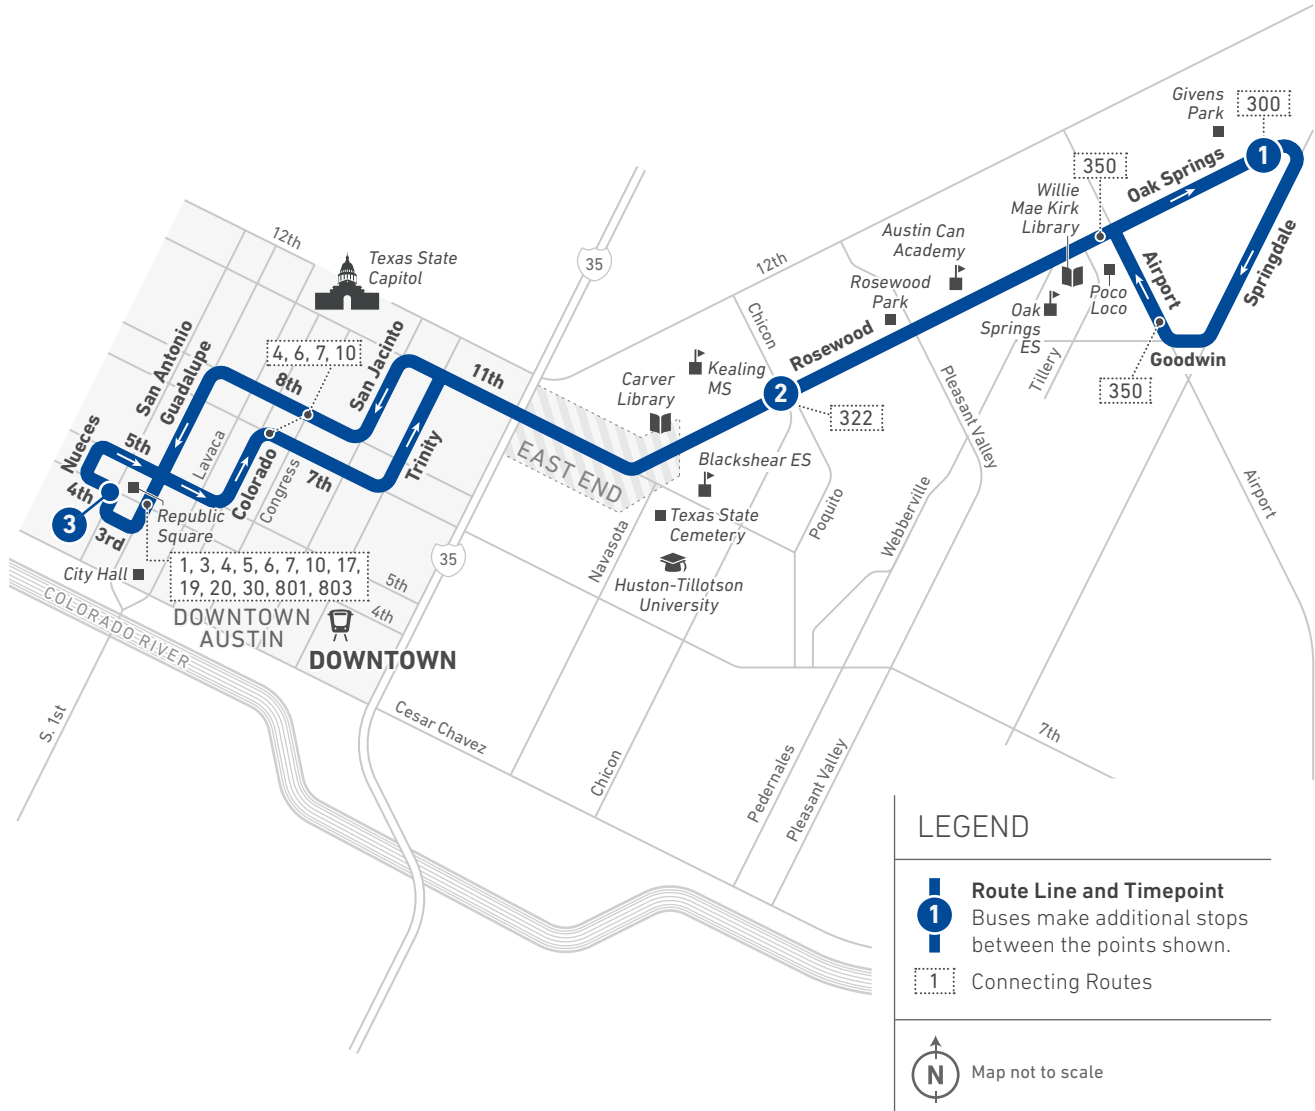 Givens
Park
300
1
350
Oak Springs
Willie
Mae Kirk
Library
Austin Can
Academy
12th
Texas State
Capitol
35
12th
Rosewood
Park
Airport
Springdale
Poco
Loco
Oak
Springs
ES
Chicon
Rosewood
Tillery
Goodwin
350
San Antonio
Guadalupe
4, 6, 7, 10
San Jacinto
8th
11th
Carver
Library
Kealing
MS
2
322
Pleasant Valley
Nueces
5th
Lavaca
Colorado
Congress
7th
Trinity
EAST END
Blackshear ES
4th
3
3rd
Republic
Square
Texas State
Cemetery
Navasota
Poquito
Webberville
Airport
City Hall
1, 3, 4, 5, 6, 7, 10, 17,
19, 20, 30, 801, 803
35
5th
4th
Huston-Tillotson
University
COLORADO RIVER
DOWNTOWN
AUSTIN
DOWNTOWN
S. 1st
Cesar Chavez
Chicon
Pedernales
Pleasant Valley
7th
LEGEND
1
Route Line and Timepoint
Buses make additional stops
between the points shown.
1
Connecting Routes
N
Map not to scale